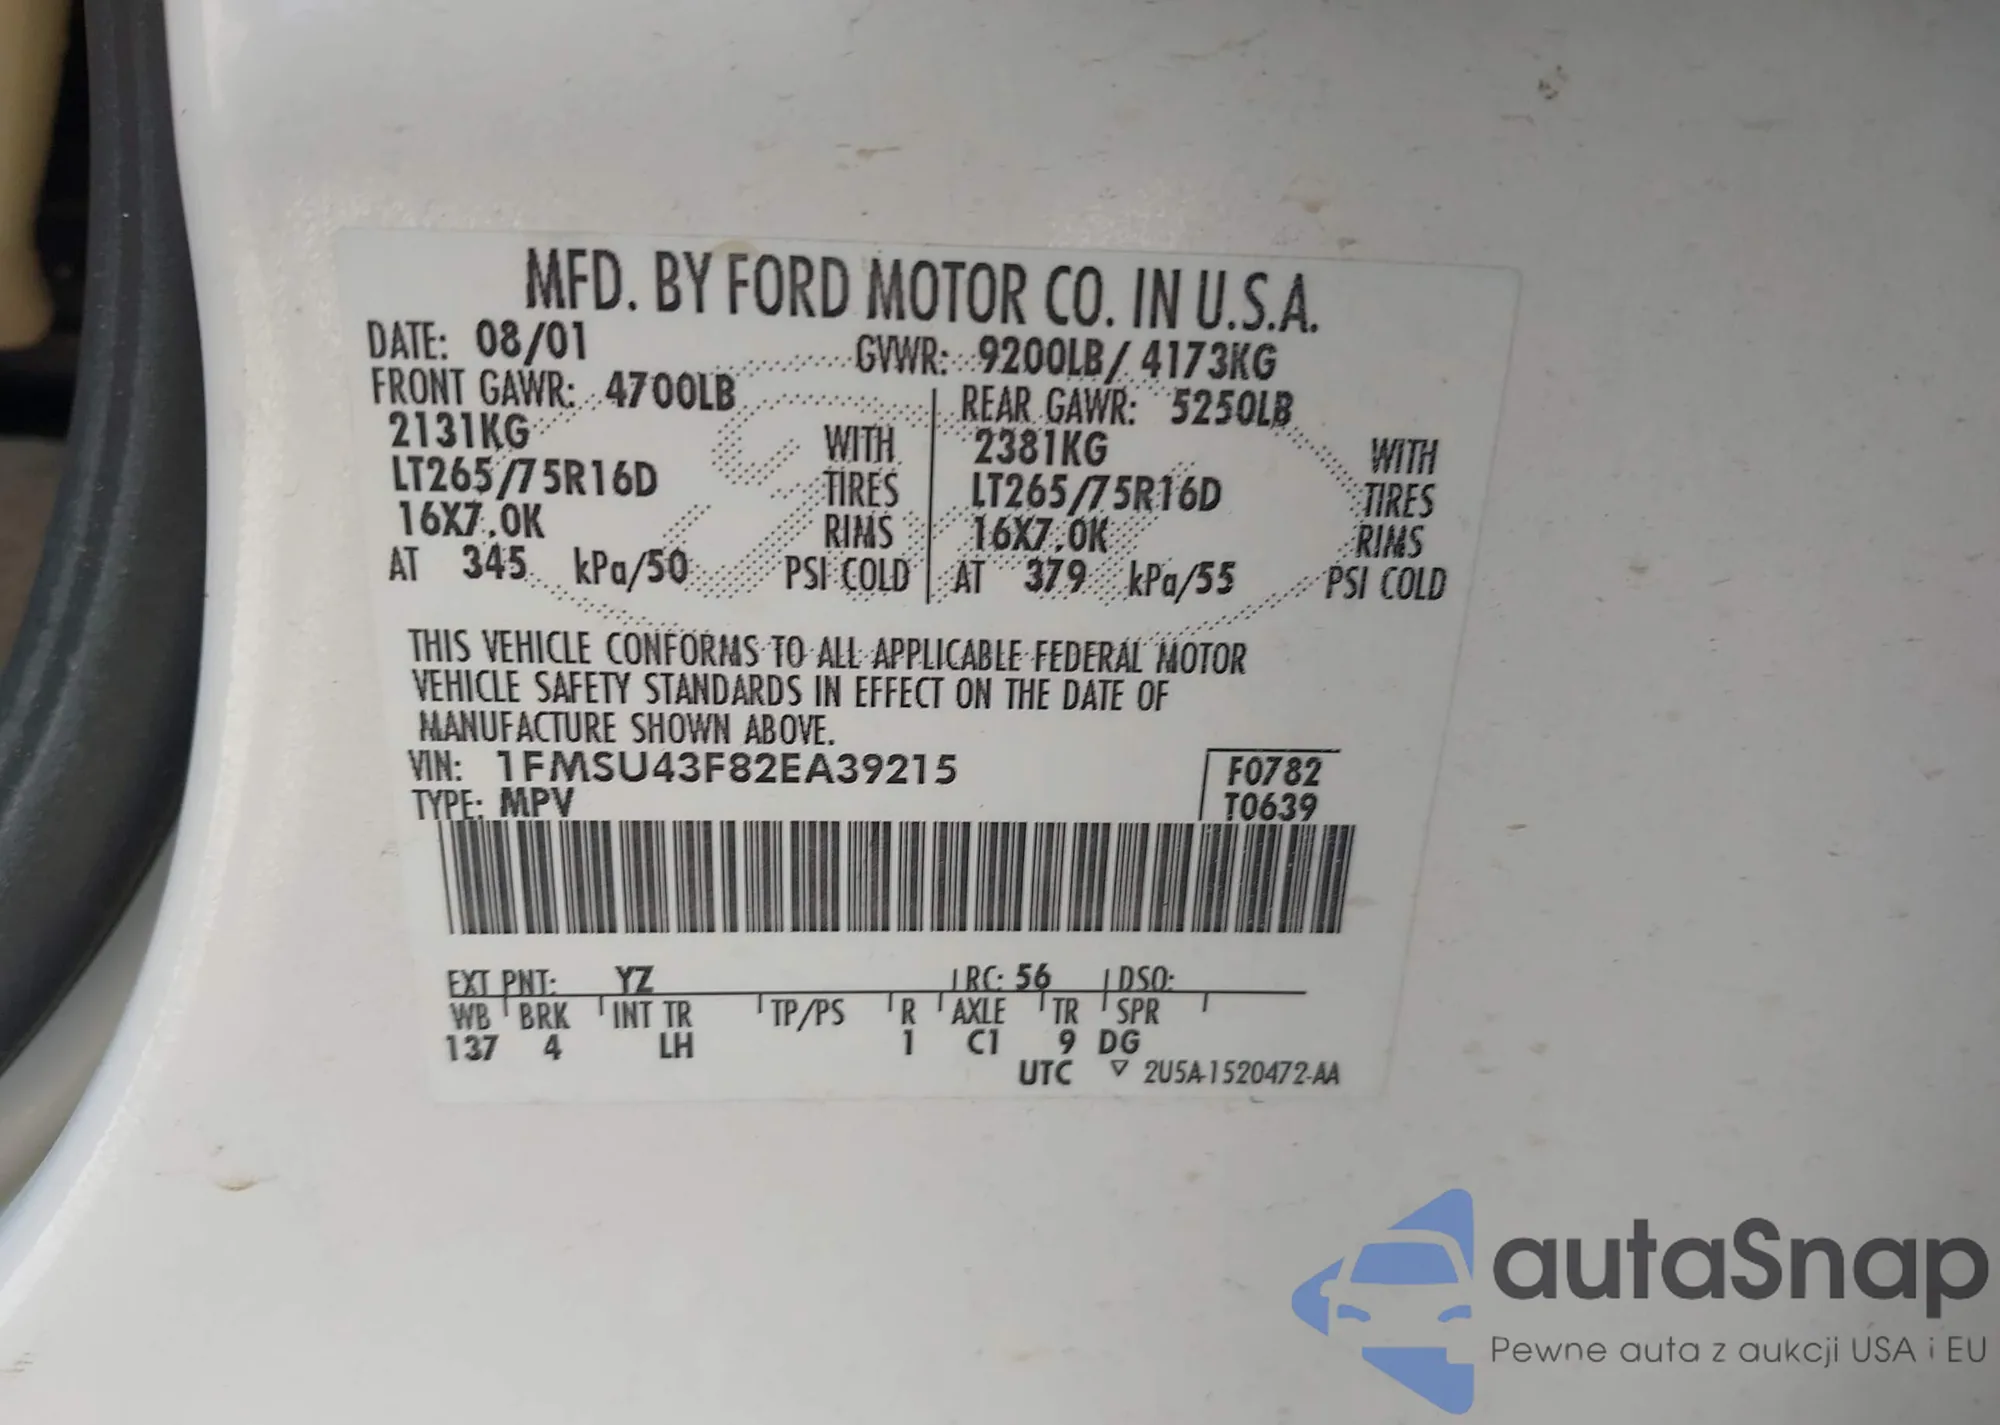 MFD. BY FORD MOTOR CO. IN U.S.A.
DATE: 08/01 GVWR: 9200LB/ 4173KG
FRONT GAWR: 4700LB REAR GAWR: 5250LB
2131KG WITH 2381KG WITH
LT265/75R16D TIRES LT265/75R16D TIRES
16X7.0K RIMS 16X7.0K RIMS
AT 345 kPa/50 PSI COLD AT 379 kPa/55 PSI COLD
THIS VEHICLE CONFORMS TO ALL APPLICABLE FEDERAL MOTOR
VEHICLE SAFETY STANDARDS IN EFFECT ON THE DATE OF
MANUFACTURE SHOWN ABOVE.
VIN: 1FMSU43F82EA39215 F0782
TYPE: MPV T0639
EXT PNT: YZ RC: 56 DSO:
WB BRK INT TR TP/PS R AXLE TR SPR
137 4 LH 1 C1 9 DG
UTC ▽ 2U5A-1520472-AA
autaSnap
Pewne auta z aukcji USA i EU